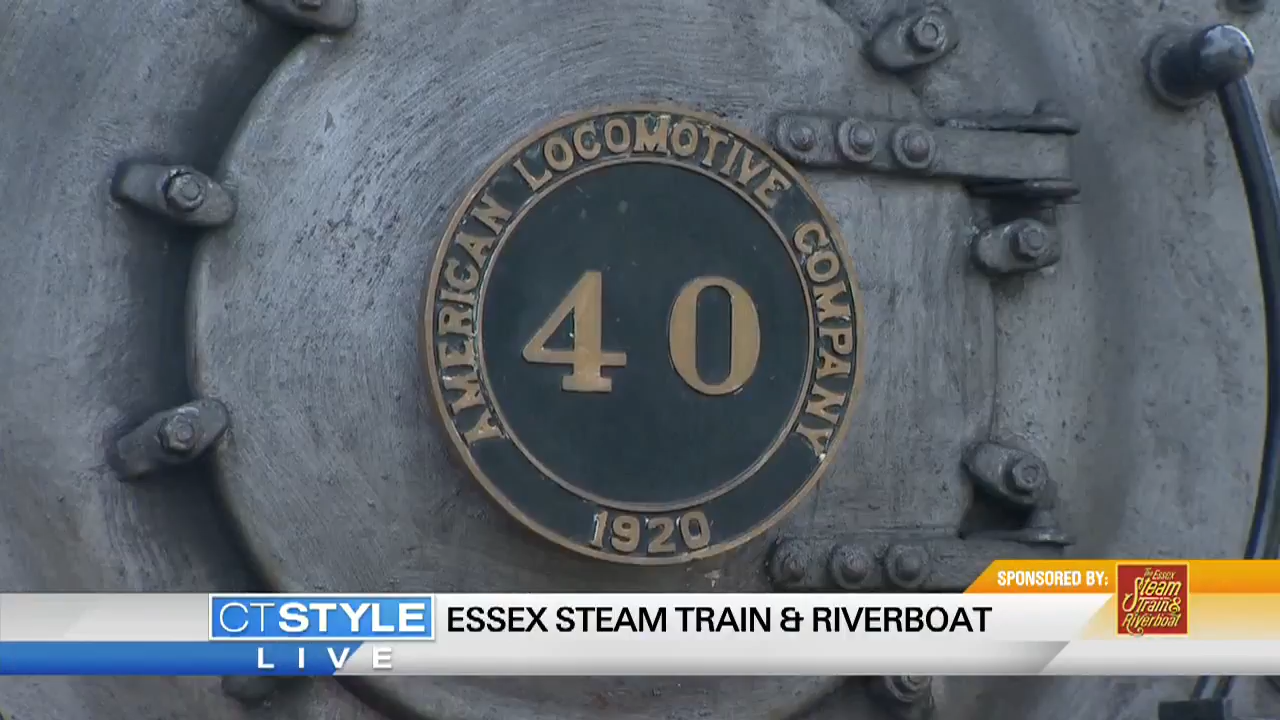 AMERICAN LOCOMOTIVE COMPANY
40
1920
SPONSORED BY:
The Essex
Steam
Train &
Riverboat
CT STYLE
LIVE
ESSEX STEAM TRAIN & RIVERBOAT